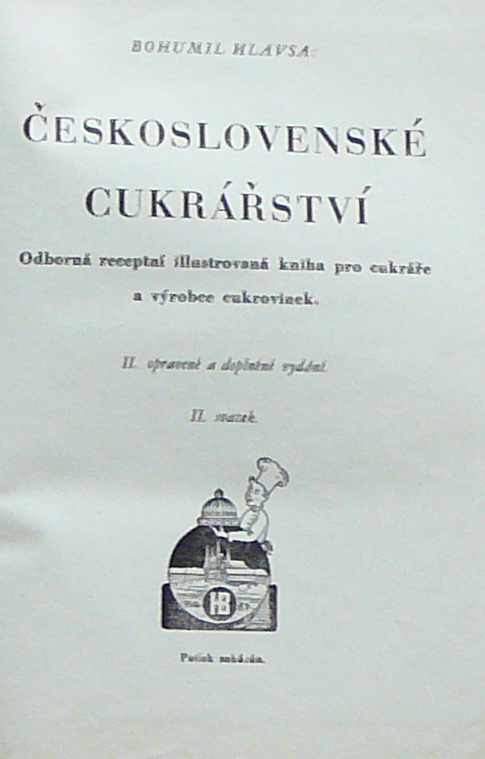 BOHUMIL HLAVSA:
ČESKOSLOVENSKÉ
CUKRÁŘSTVÍ
Odborná receptní illustrovaná kniha pro cukráře
a výrobce cukrovinek.
II. opravené a doplněné vydání.
II. svazek.
H
Patisk zakázán.